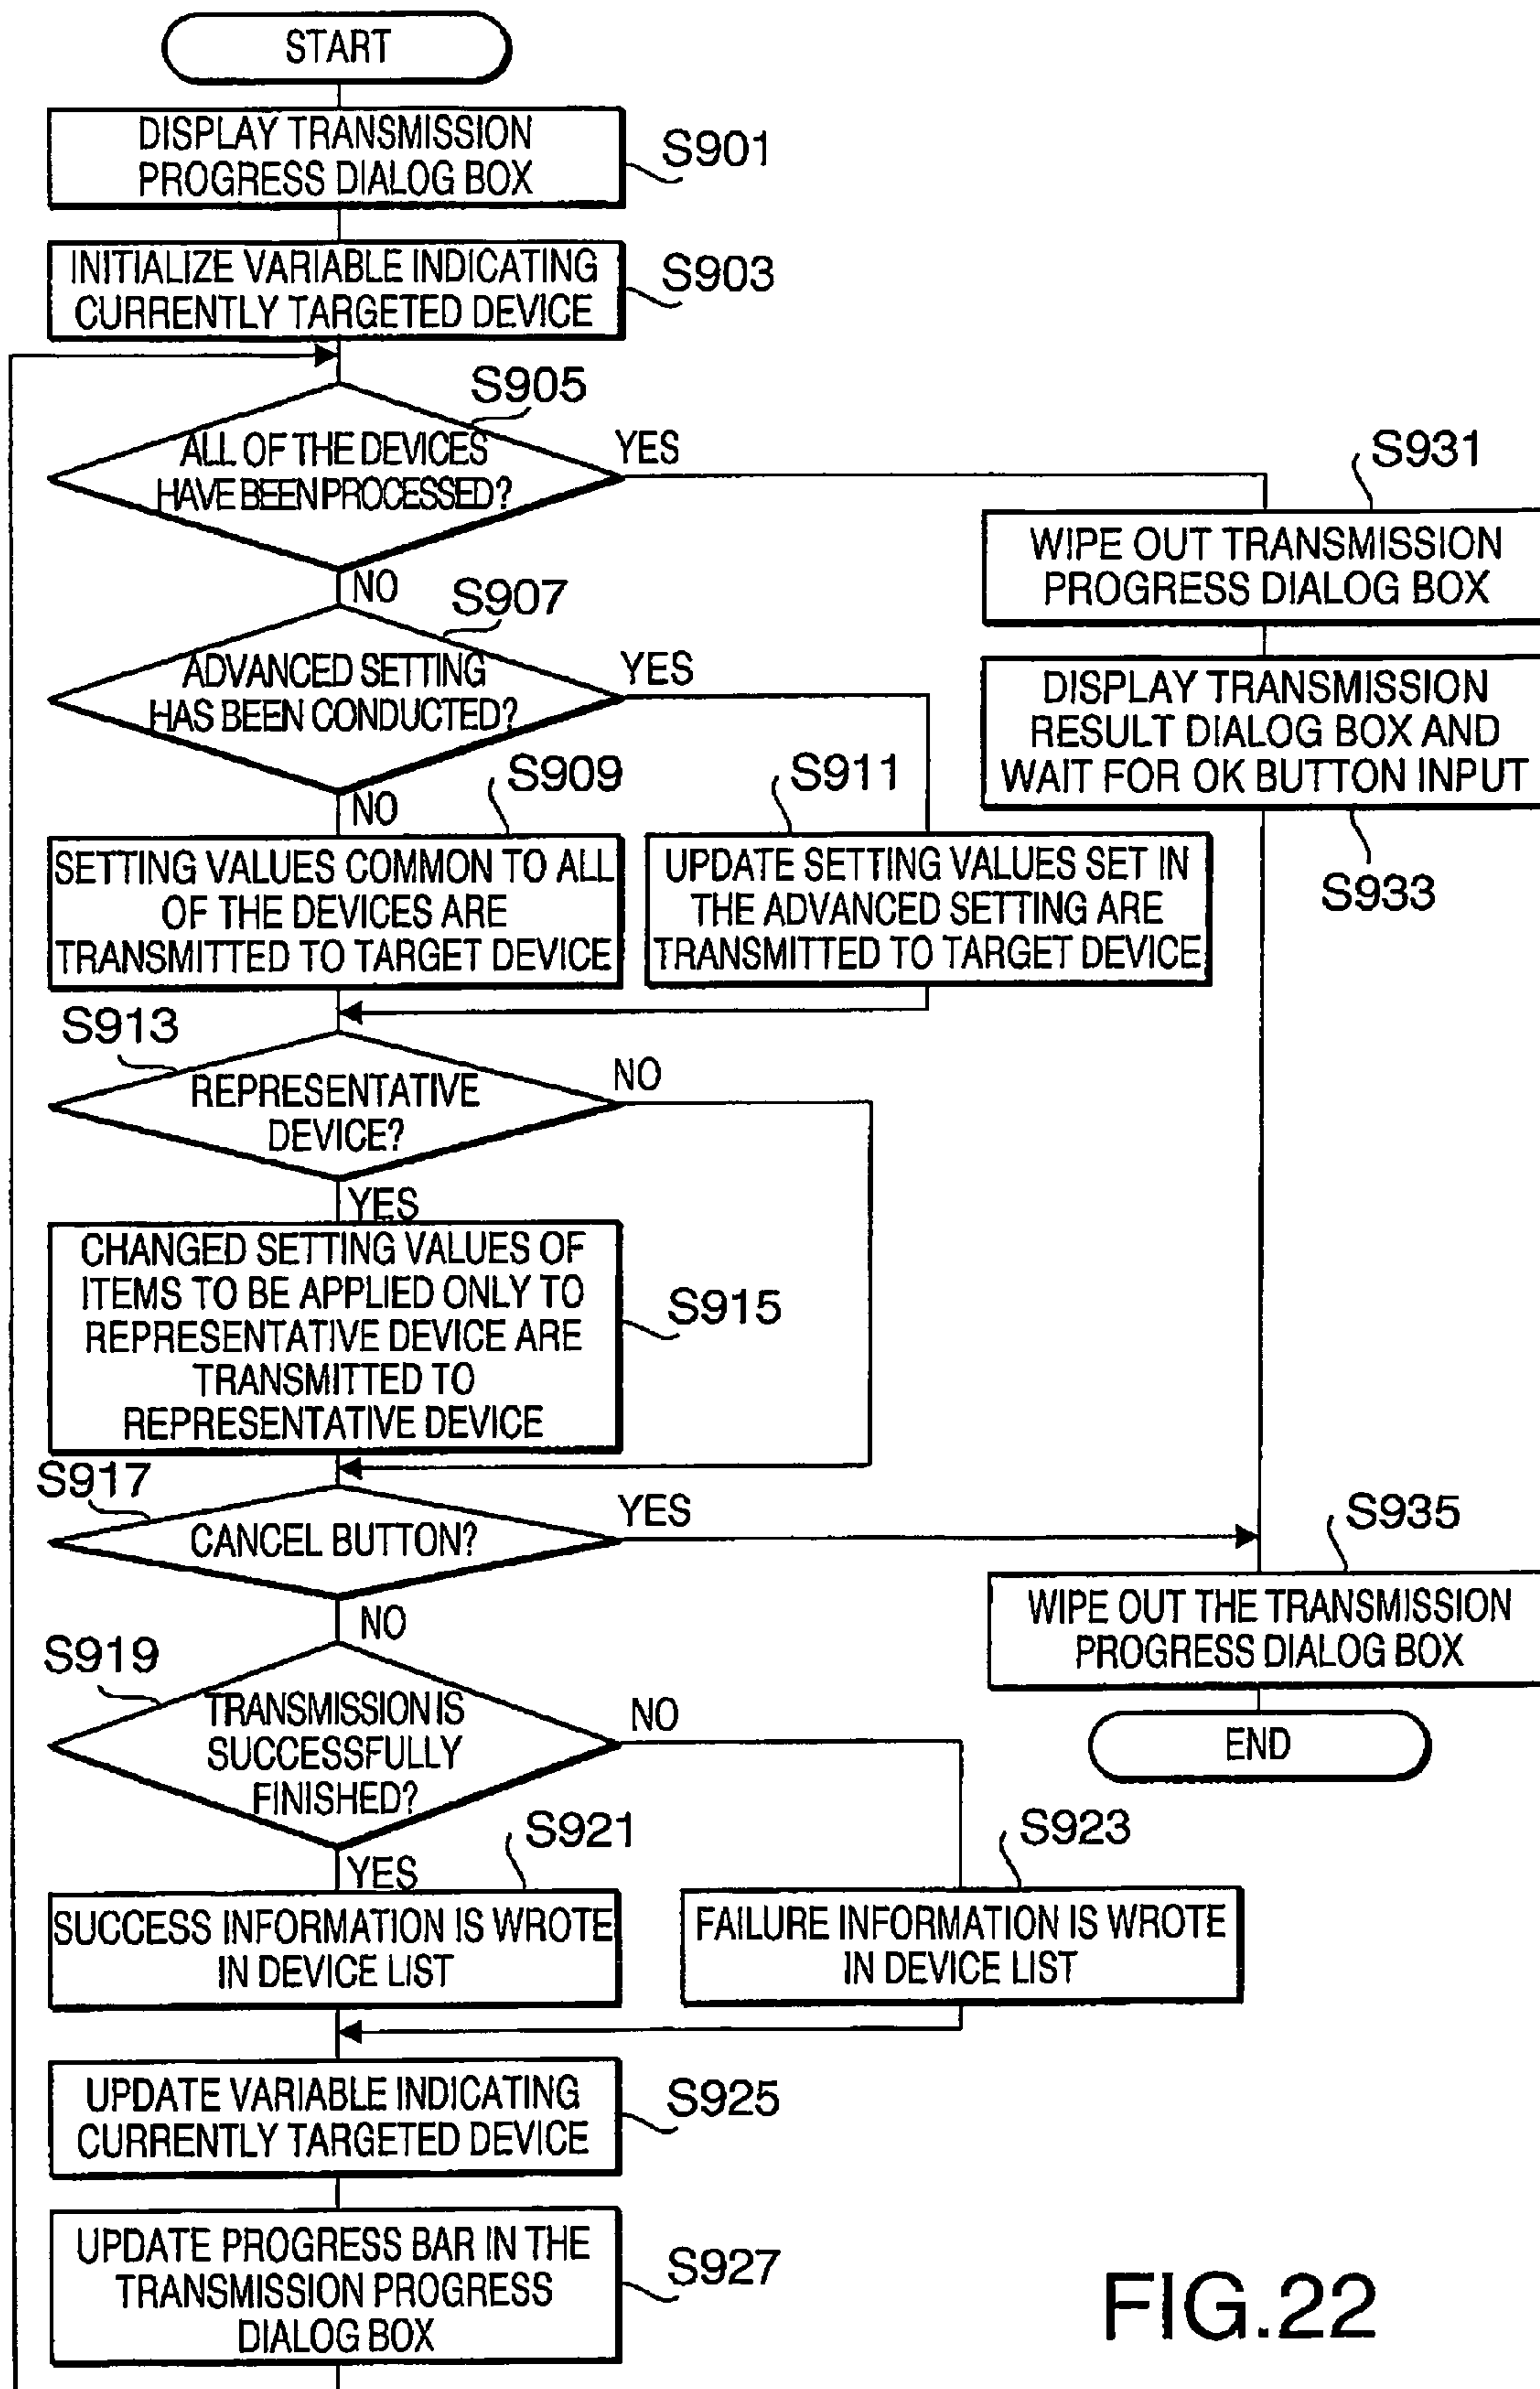 START
DISPLAY TRANSMISSION
PROGRESS DIALOG BOX
S901
INITIALIZE VARIABLE INDICATING
CURRENTLY TARGETED DEVICE
S903
S905
ALL OF THE DEVICES
HAVE BEEN PROCESSED?
YES
NO
S931
WIPE OUT TRANSMISSION
PROGRESS DIALOG BOX
S907
ADVANCED SETTING
HAS BEEN CONDUCTED?
YES
NO
DISPLAY TRANSMISSION
RESULT DIALOG BOX AND
WAIT FOR OK BUTTON INPUT
S933
S909
SETTING VALUES COMMON TO ALL
OF THE DEVICES ARE
TRANSMITTED TO TARGET DEVICE
S911
UPDATE SETTING VALUES SET IN
THE ADVANCED SETTING ARE
TRANSMITTED TO TARGET DEVICE
S913
REPRESENTATIVE
DEVICE?
NO
YES
CHANGED SETTING VALUES OF
ITEMS TO BE APPLIED ONLY TO
REPRESENTATIVE DEVICE ARE
TRANSMITTED TO
REPRESENTATIVE DEVICE
S915
S917
CANCEL BUTTON?
YES
NO
S935
WIPE OUT THE TRANSMISSION
PROGRESS DIALOG BOX
END
S919
TRANSMISSION IS
SUCCESSFULLY
FINISHED?
NO
YES
S921
SUCCESS INFORMATION IS WROTE
IN DEVICE LIST
S923
FAILURE INFORMATION IS WROTE
IN DEVICE LIST
UPDATE VARIABLE INDICATING
CURRENTLY TARGETED DEVICE
S925
UPDATE PROGRESS BAR IN THE
TRANSMISSION PROGRESS
DIALOG BOX
S927
FIG.22